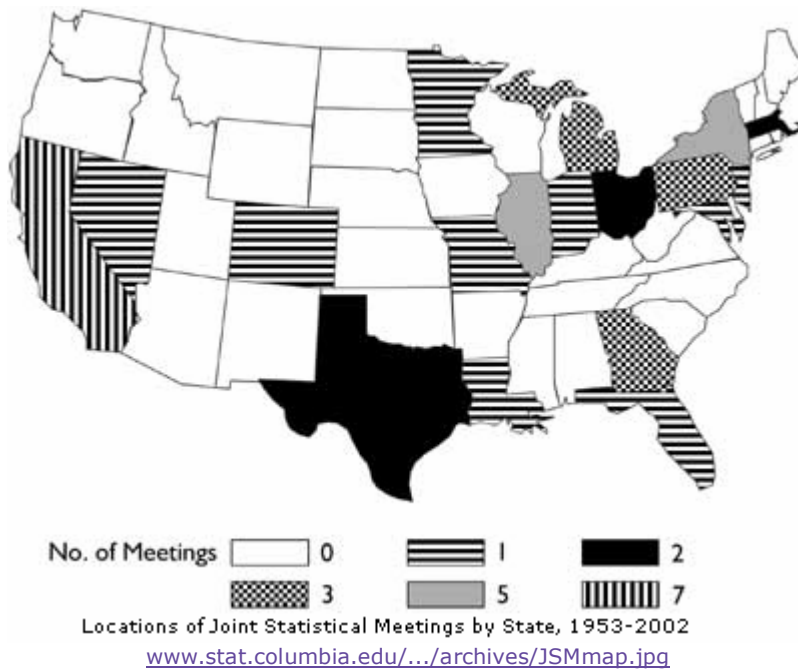 No. of Meetings 0 1 2
3 5 7
Locations of Joint Statistical Meetings by State, 1953-2002
www.stat.columbia.edu/.../archives/JSMmap.jpg